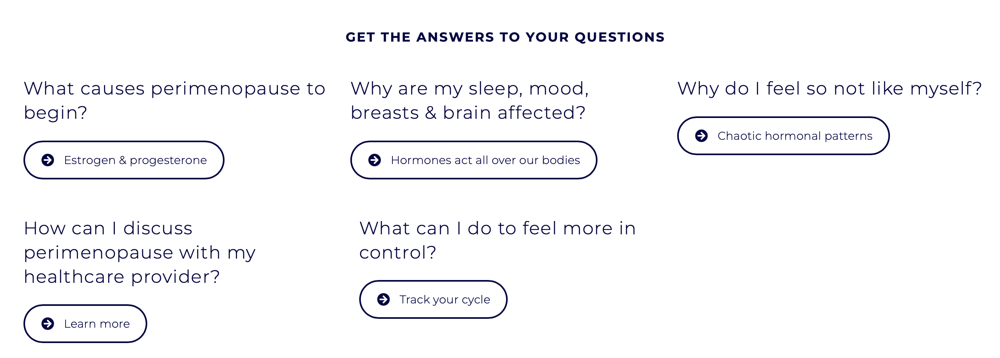 GET THE ANSWERS TO YOUR QUESTIONS
What causes perimenopause to
begin?
Estrogen & progesterone
Why are my sleep, mood,
breasts & brain affected?
Hormones act all over our bodies
Why do I feel so not like myself?
Chaotic hormonal patterns
How can I discuss
perimenopause with my
healthcare provider?
Learn more
What can I do to feel more in
control?
Track your cycle